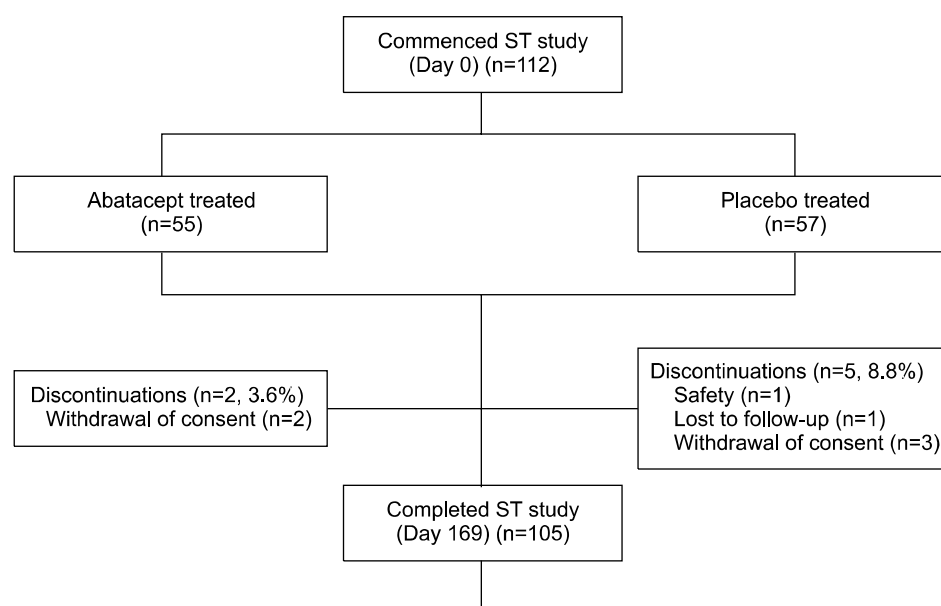 Commenced ST study
(Day 0) (n=112)
Abatacept treated
(n=55)
Placebo treated
(n=57)
Discontinuations (n=2, 3.6%)
Withdrawal of consent (n=2)
Discontinuations (n=5, 8.8%)
Safety (n=1)
Lost to follow-up (n=1)
Withdrawal of consent (n=3)
Completed ST study
(Day 169) (n=105)